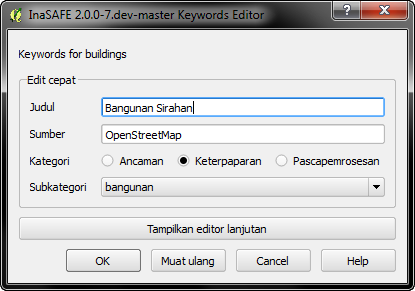 InaSAFE 2.0.0-7.dev-master Keywords Editor
Keywords for buildings
Edit cepat
Judul Bangunan Sirahan
Sumber OpenStreetMap
Kategori Ancaman Keterpaparan Pascapemrosesan
Subkategori bangunan
Tampilkan editor lanjutan
OK Muat ulang Cancel Help